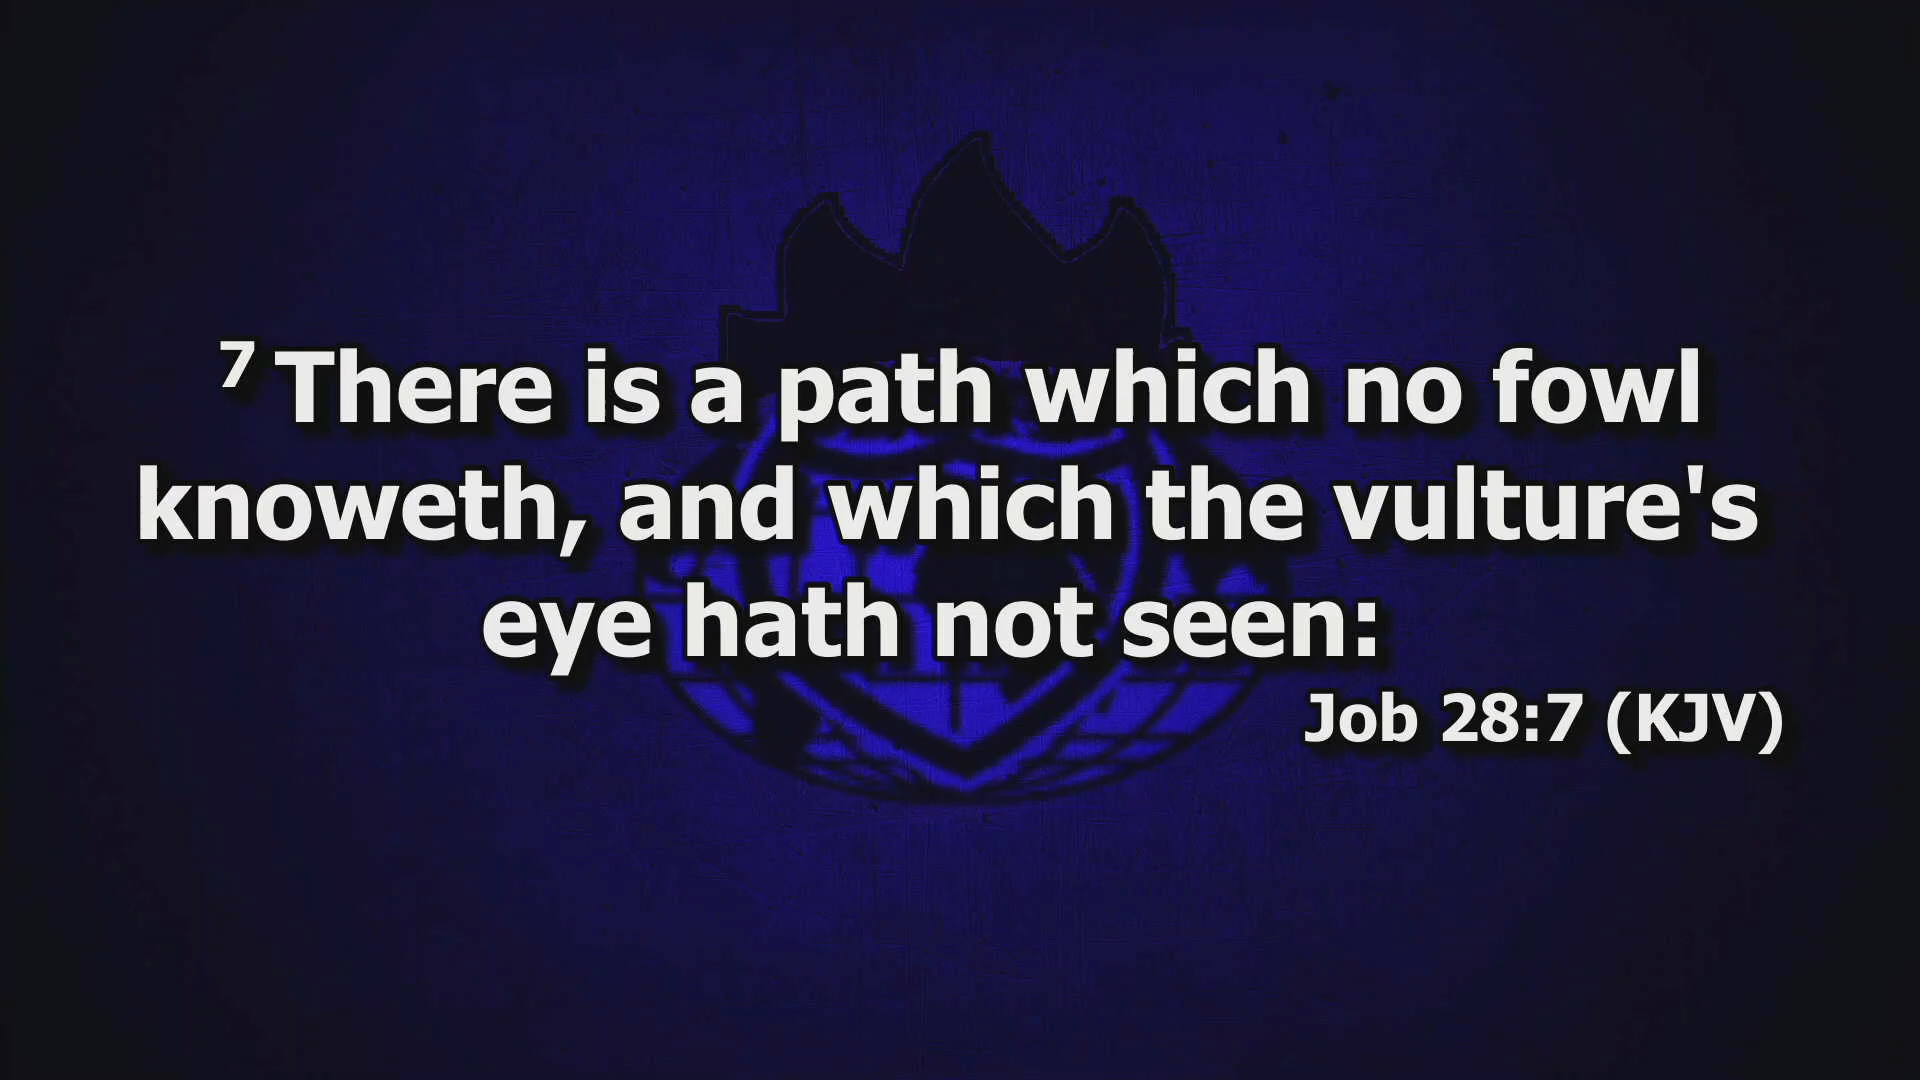 7 There is a path which no fowl
knoweth, and which the vulture's
eye hath not seen:
Job 28:7 (KJV)